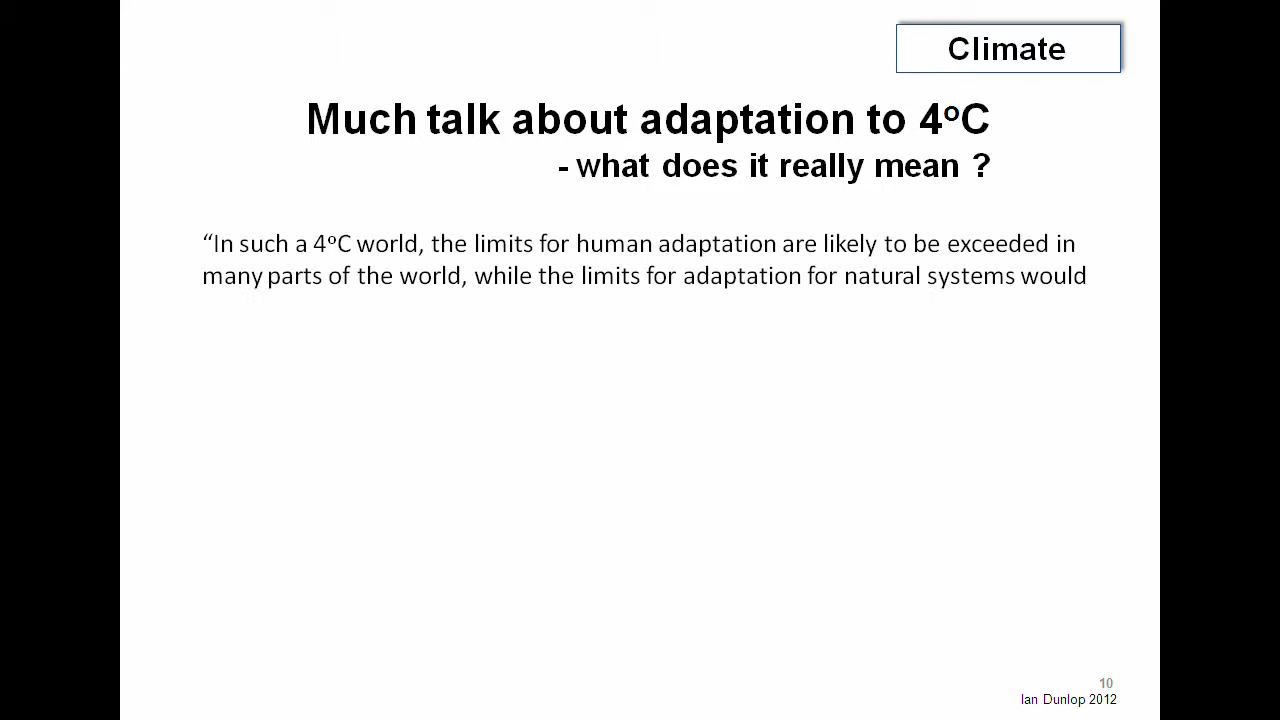 Climate
Much talk about adaptation to 4ºC
- what does it really mean ?
“In such a 4ºC world, the limits for human adaptation are likely to be exceeded in
many parts of the world, while the limits for adaptation for natural systems would
10
Ian Dunlop 2012